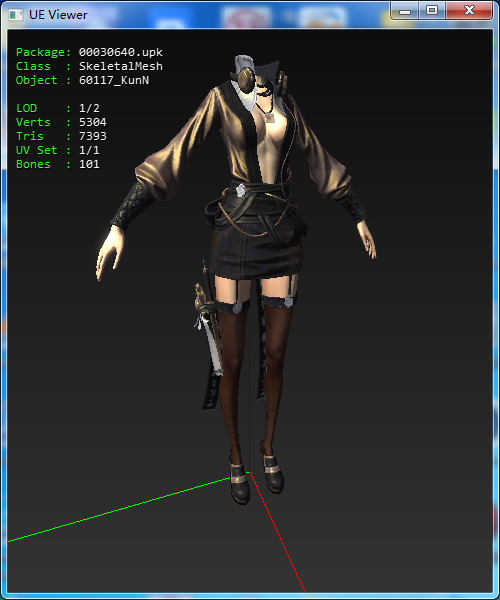 UE Viewer
Package: 00030640.upk
Class  : SkeletalMesh
Object : 60117_KunN
LOD    : 1/2
Verts  : 5304
Tris   : 7393
UV Set : 1/1
Bones  : 101